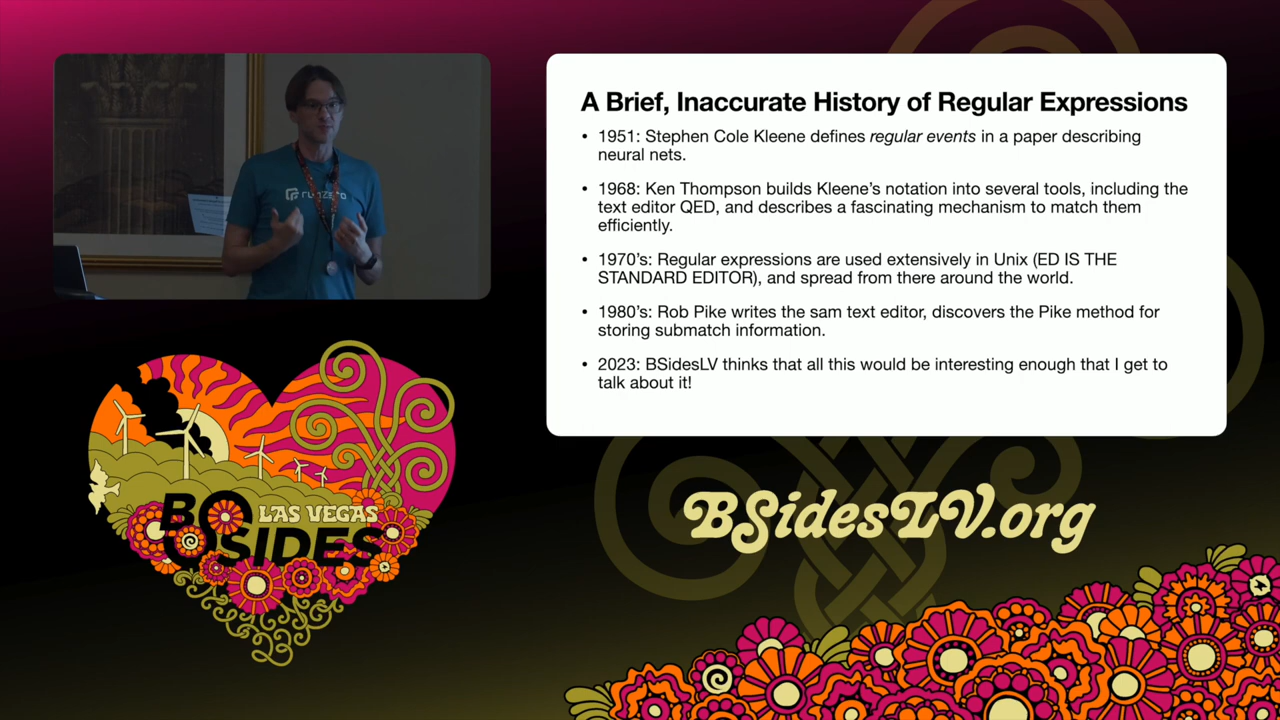 runZero
A Brief, Inaccurate History of Regular Expressions
• 1951: Stephen Cole Kleene defines regular events in a paper describing
neural nets.
• 1968: Ken Thompson builds Kleene’s notation into several tools, including the
text editor QED, and describes a fascinating mechanism to match them
efficiently.
• 1970’s: Regular expressions are used extensively in Unix (ED IS THE
STANDARD EDITOR), and spread from there around the world.
• 1980’s: Rob Pike writes the sam text editor, discovers the Pike method for
storing submatch information.
• 2023: BSidesLV thinks that all this would be interesting enough that I get to
talk about it!
LAS VEGAS
BSIDES
23
BSidesLV.org